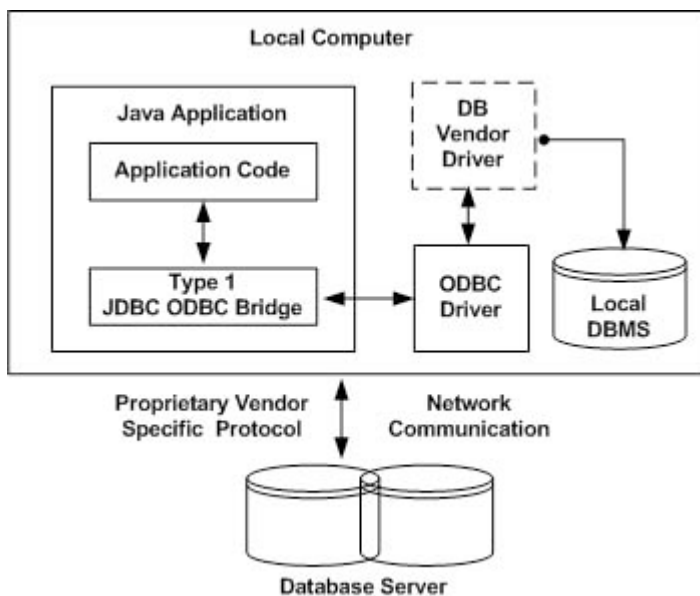 Local Computer
Java Application
Application Code
Type 1
JDBC ODBC Bridge
DB
Vendor
Driver
ODBC
Driver
Local
DBMS
Proprietary Vendor
Specific Protocol
Network
Communication
Database Server